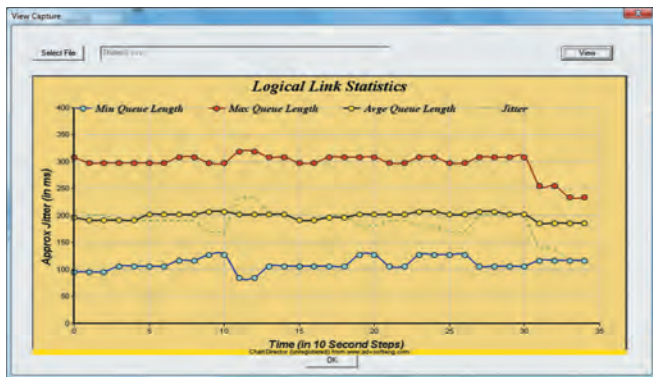 View Capture
Select File
View
Logical Link Statistics
Min Queue Length
Max Queue Length
Avge Queue Length
Jitter
400
350
300
250
200
150
100
50
0
Approx Jitter (in ms)
0 5 10 15 20 25 30 35
Time (in 10 Second Steps)
ChartDirector (unregistered) from www.advsofteng.com
OK